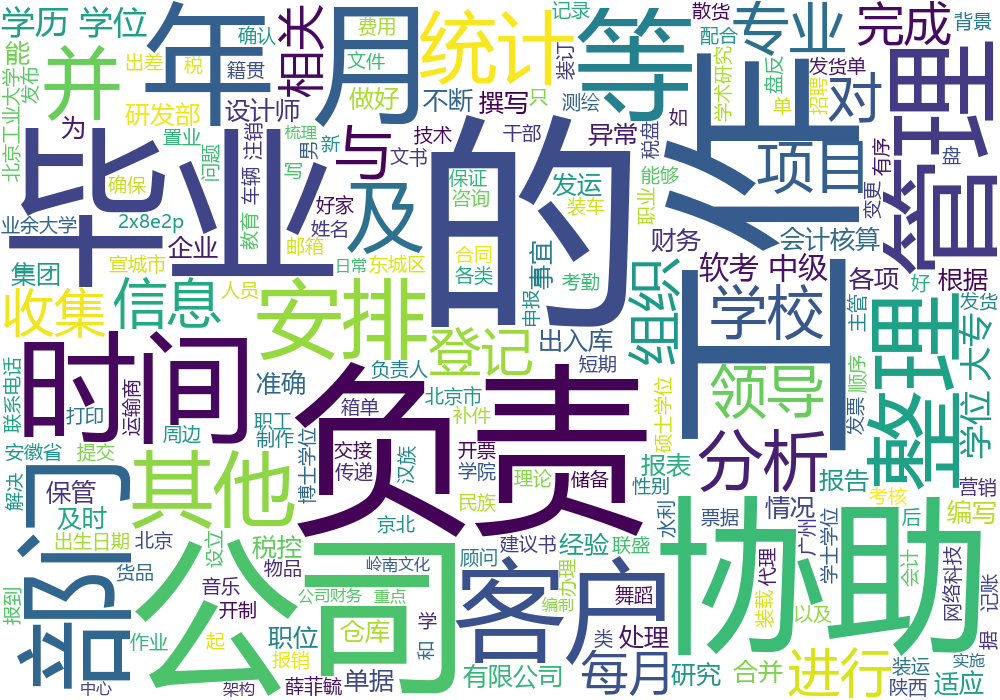 学历
学位
能
出差
年月
确认
费用
统计
等
记录
散货
专业
完成
背景
并
税
籍贯
文件
相关
装订
配合
发货单
管理
北京工业大学
发布
研发部
设计师
做好
不断
撰写
只
测绘
学术研究
盘点
单
招聘
对
为
置业
问题
梳理
新
男
注销
车辆
与
技术
干部
异常
如
税盘
作
项目
有序
变更
盘
毕业
确保
写
文书
的
及
保证
咨询
发运
装车
能够
职业
业余大学
2x8e2p
企业
教育
好家
姓名
邮箱
合同
各类
事宜
财务
会计核算
集团
宣城市
日常
东城区
考勤
软考
中级
各项
根据
收集
信息
人员
安排
申报
出入库
组织
工
学校
主管
好
发货
时间
登记
短期
整理
大专
顺序
联系电话
打印
运输商
准确
负责人
北京市
负责
领导
发票
学位
周边
职工
制作
箱单
补件
硕士学位
安徽省
提交
其他
博士学位
交接
传递
汉族
开票
学院
理论
储备
分析
部门
保管
及时
解决
报表
性别
报告
考核
营销
民族
水利
票据
情况
后
编写
出生日期
北京
设立
税控
京北
建议书
经验
联盛
协助
广州
学士学位
会计
货品
公司
物品
岭南文化
顾问
客户
办理
代理
网络科技
报到
音乐
开制
公司财务
重点
编制
舞蹈
装载
以及
记账
作业
起
职位
仓库
学
和
类
处理
据
报销
单据
有限公司
每月
研究
合并
进行
装运
实施
中心
架构
薛菲毓
陕西
适应